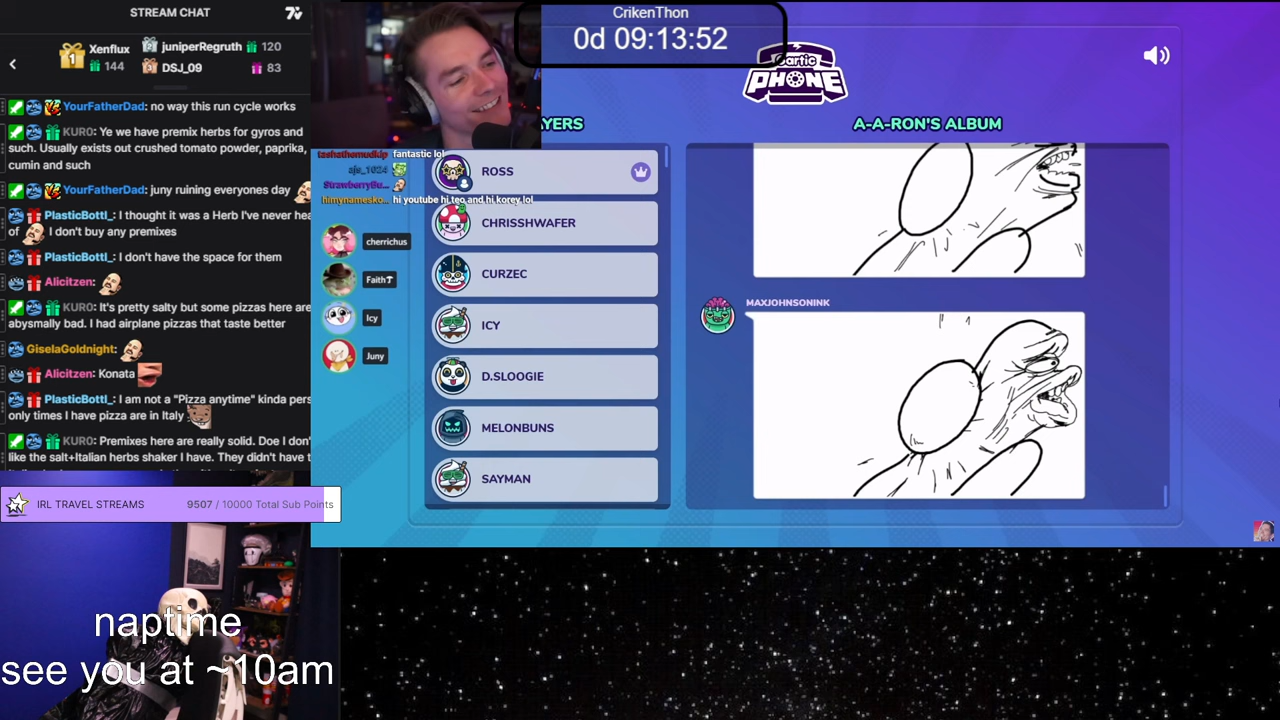 STREAM CHAT
Xenflux
144
juniperRegruth 120
DSJ_09 83
YourFatherDad: no way this run cycle works
KURO: Ye we have premix herbs for gyros and
such. Usually exists out crushed tomato powder, paprika,
cumin and such
YourFatherDad: juny ruining everyones day
PlasticBottl_: I thought it was a Herb I've never hea
of I don't buy any premixes
PlasticBottl_: I don't have the space for them
Alicitzen:
KURO: It's pretty salty but some pizzas here are
abysmally bad. I had airplane pizzas that taste better
GiselaGoldnight:
Alicitzen: Konata
PlasticBottl_: I am not a "Pizza anytime" kinda pers
only times I have pizza are in Italy
KURO: Premixes here are really solid. Doe I don'
like the salt+Italian herbs shaker I have. They didn't have t
IRL TRAVEL STREAMS 9507 / 10000 Total Sub Points
naptime
see you at ~10am
CrikenThon
0d 09:13:52
tashathemudkip fantastic lol
ajs_1024
StrawberryBu...
himynamesko.. hi youtube hi teo and hi korey lol
cherrichus
Faith
Icy
Juny
AYERS
ROSS
CHRISSHWAFER
CURZEC
ICY
D.SLOOGIE
MELONBUNS
SAYMAN
Gartic
PHONE
A-A-RON'S ALBUM
MAXJOHNSONINK